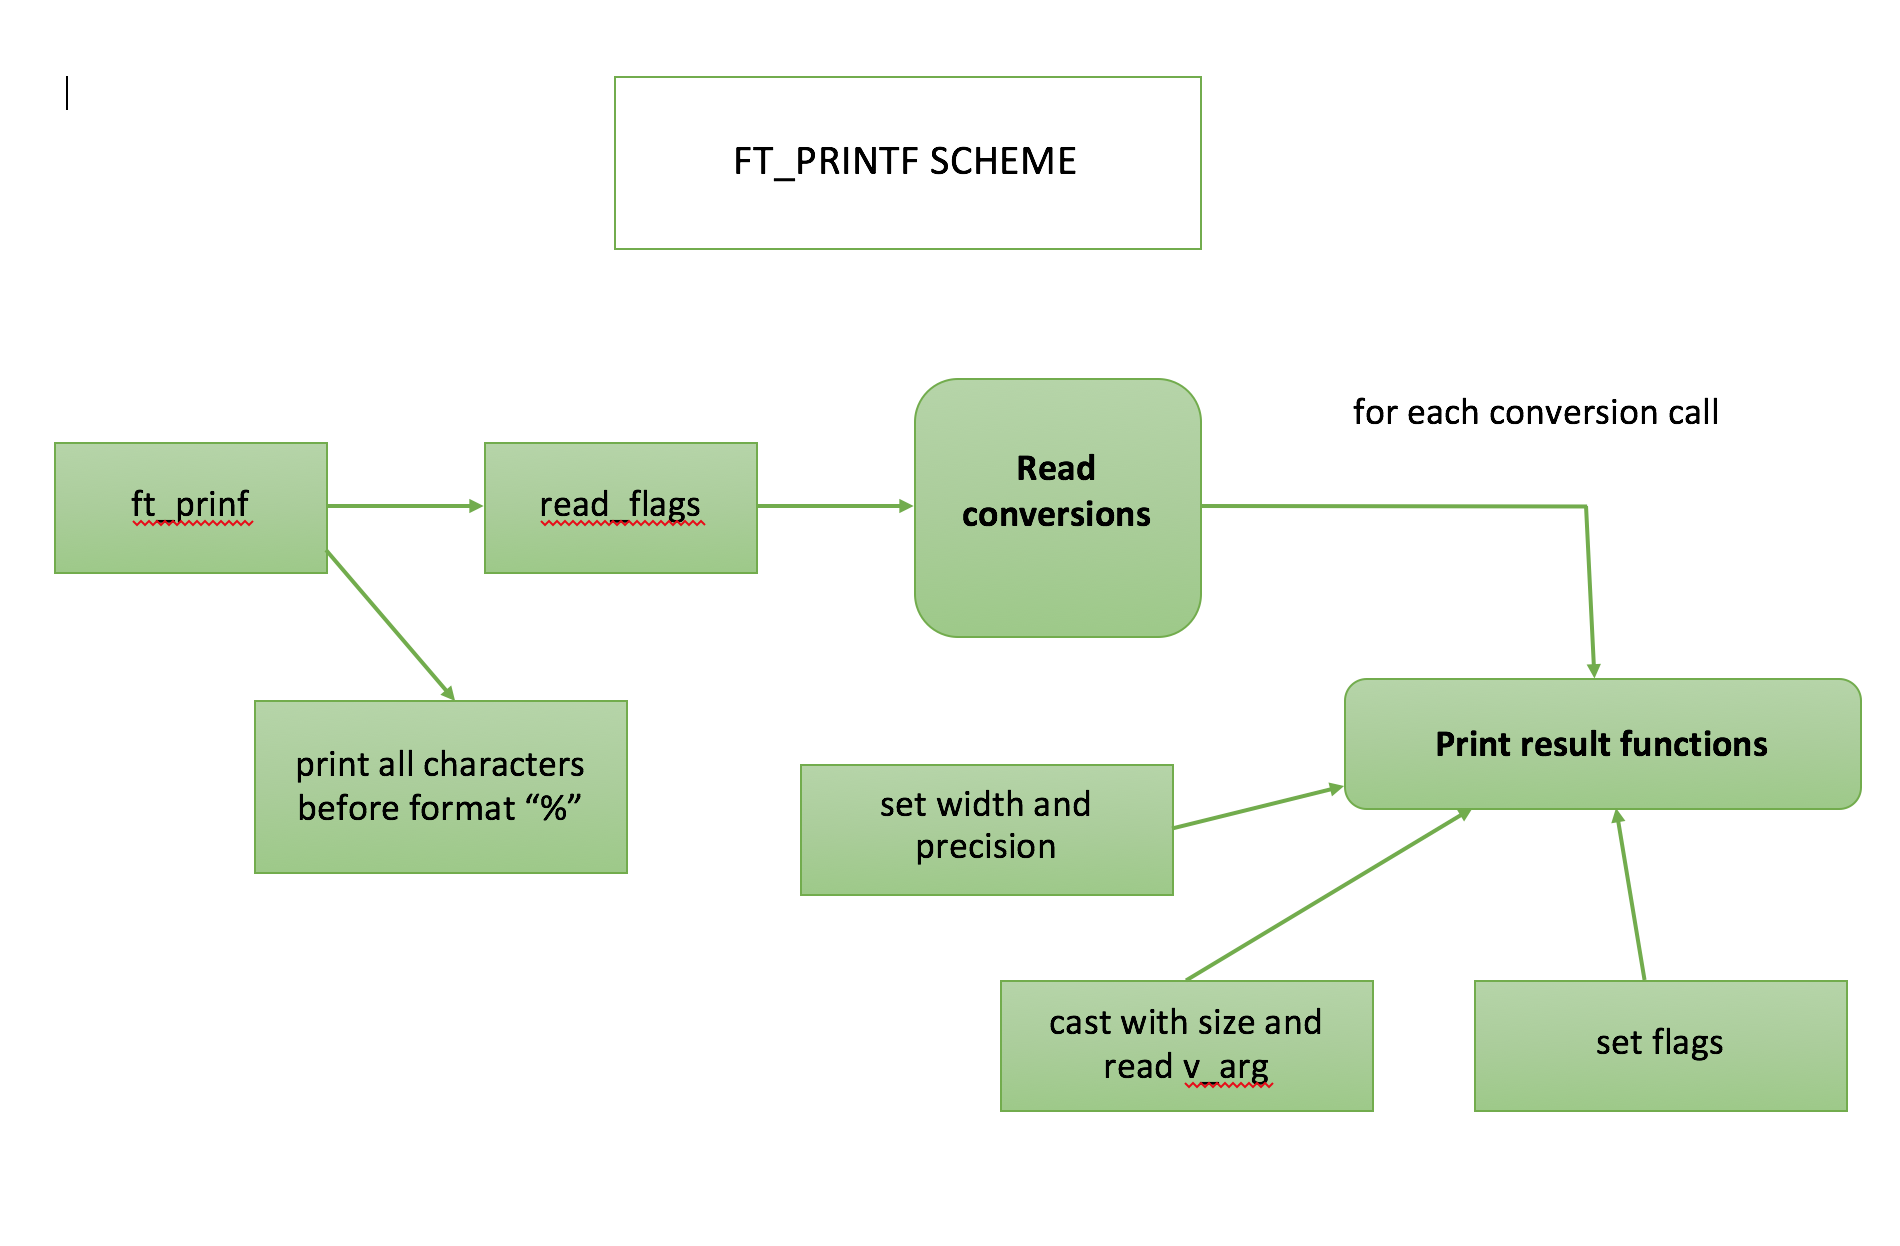 FT_PRINTF SCHEME
for each conversion call
ft_prinf
read_flags
Read
conversions
print all characters
before format “%”
Print result functions
set width and
precision
cast with size and
read v_arg
set flags